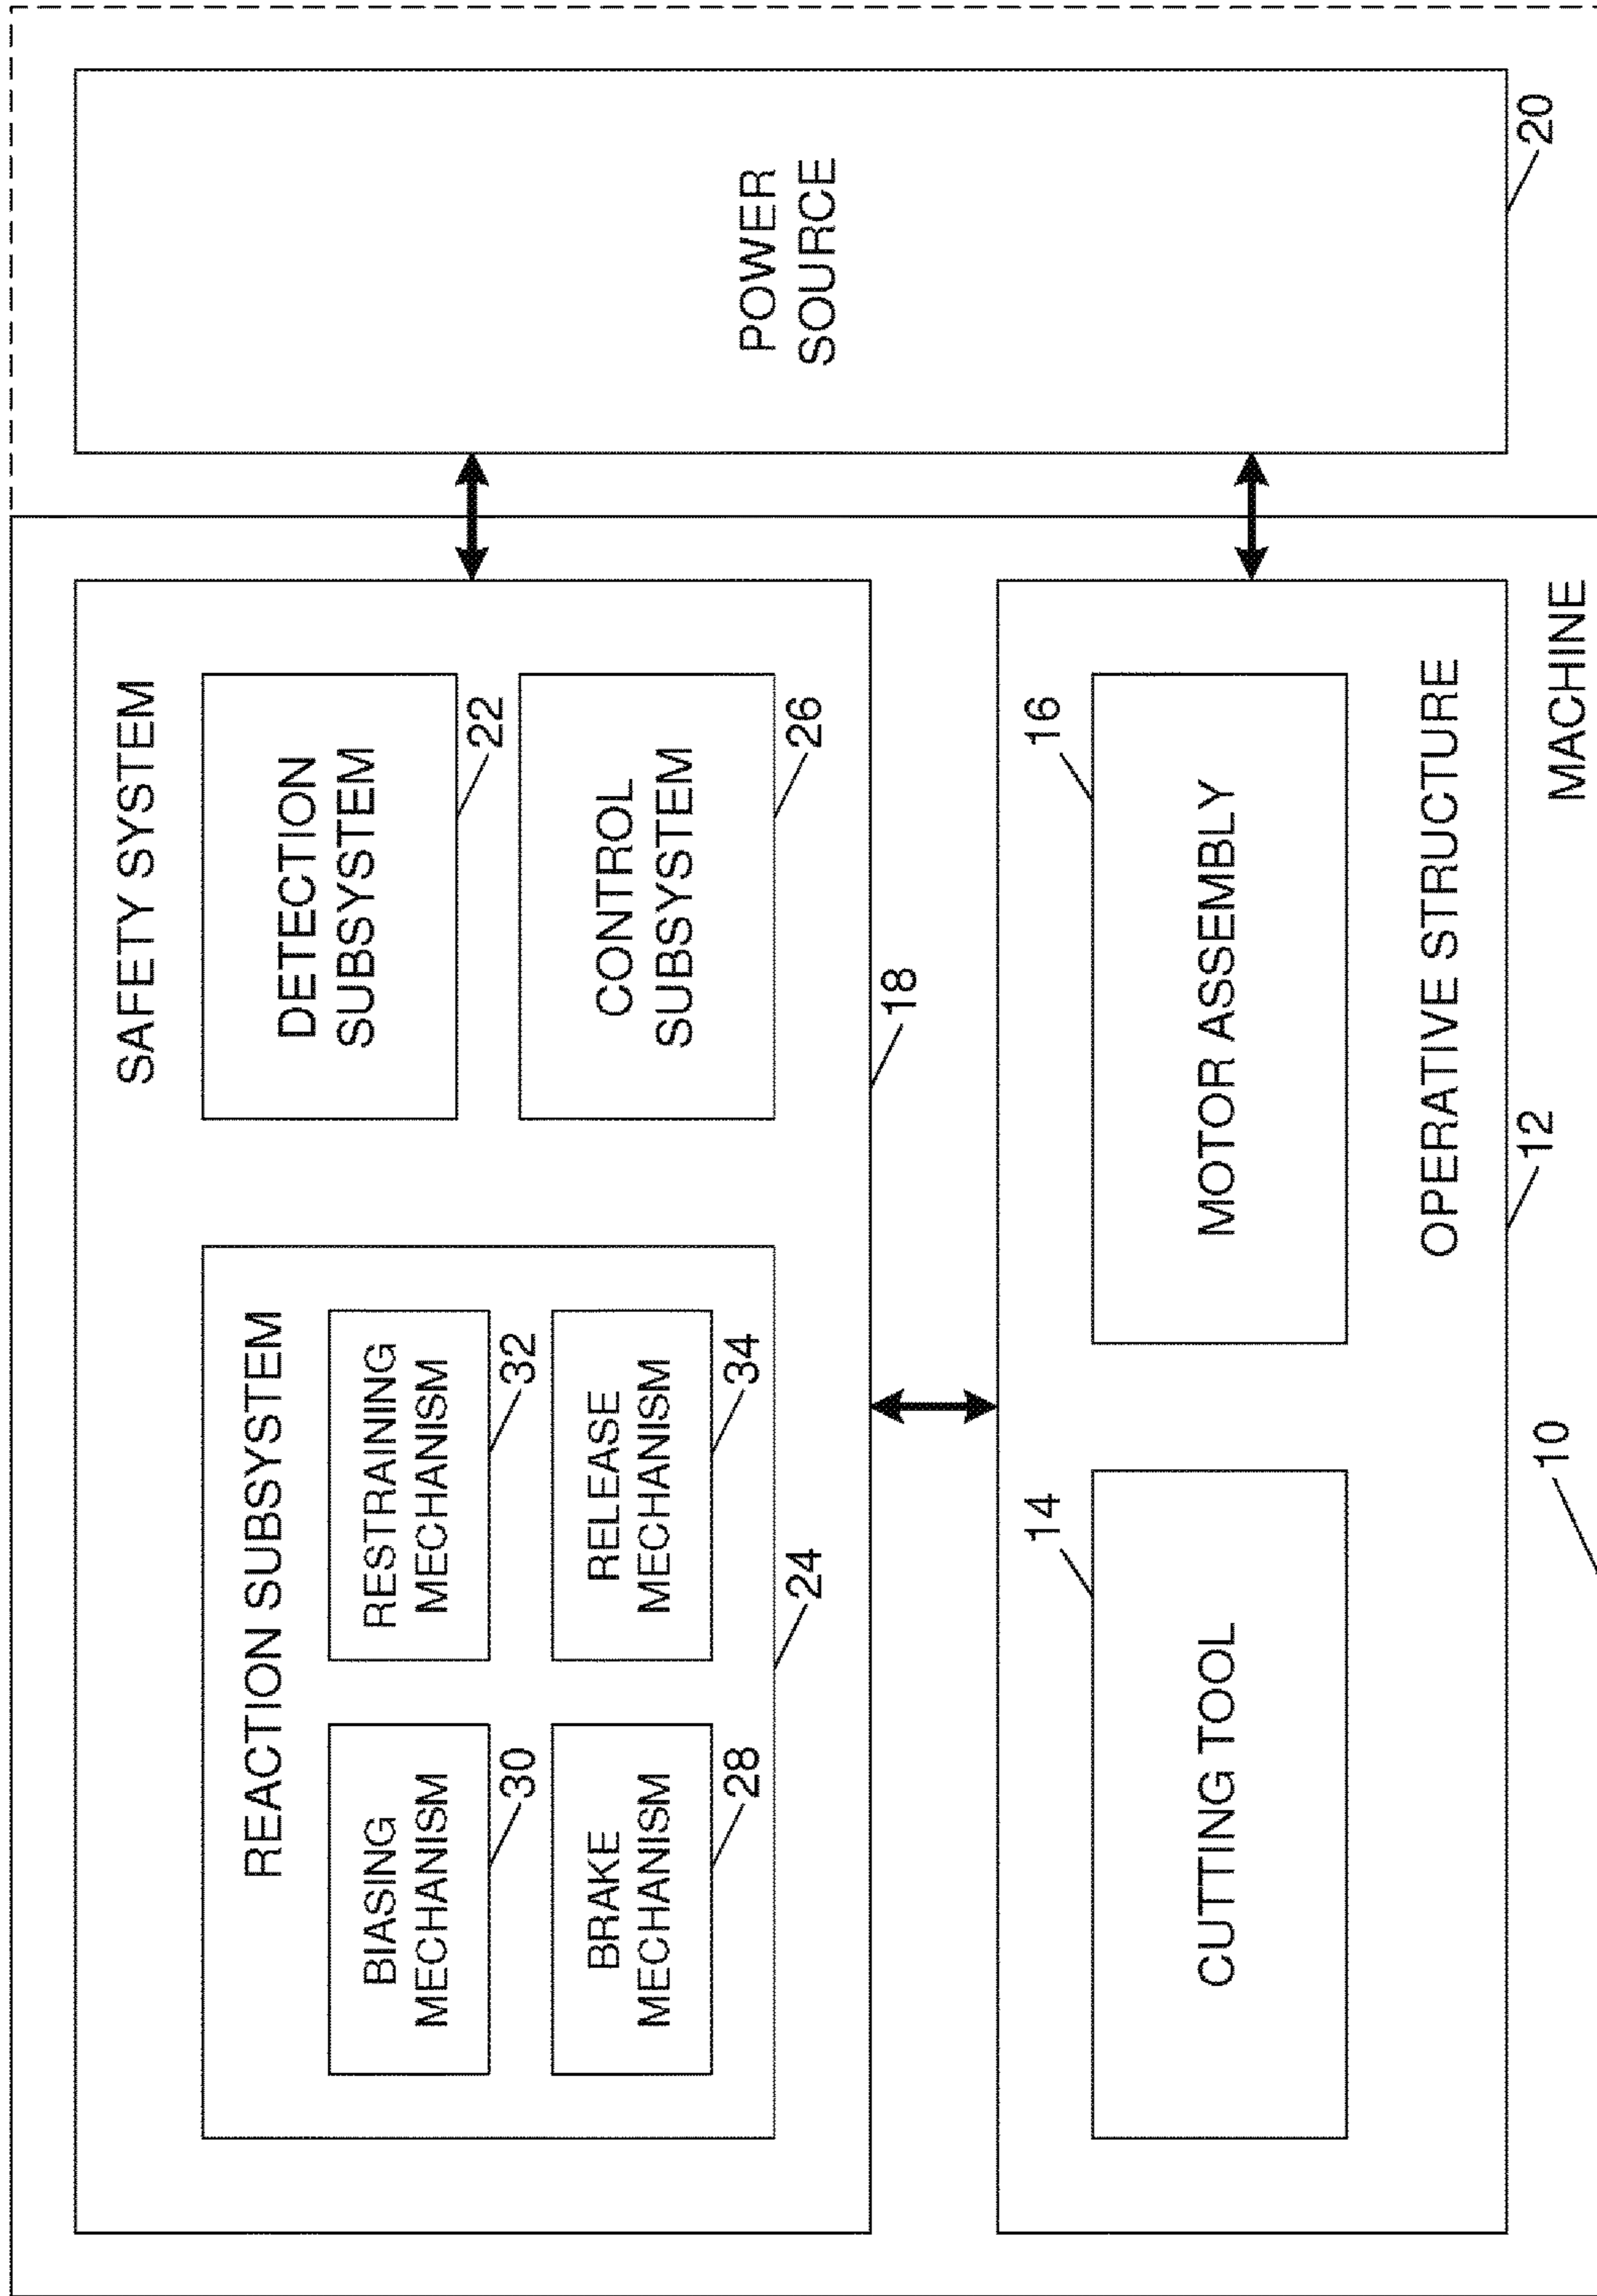 SAFETY SYSTEM
REACTION SUBSYSTEM
BIASING
MECHANISM
30
RESTRAINING
MECHANISM
32
BRAKE
MECHANISM
28
RELEASE
MECHANISM
34
24
DETECTION
SUBSYSTEM
22
CONTROL
SUBSYSTEM
26
18
14
CUTTING TOOL
16
MOTOR ASSEMBLY
OPERATIVE STRUCTURE
12
10
MACHINE
POWER
SOURCE
20